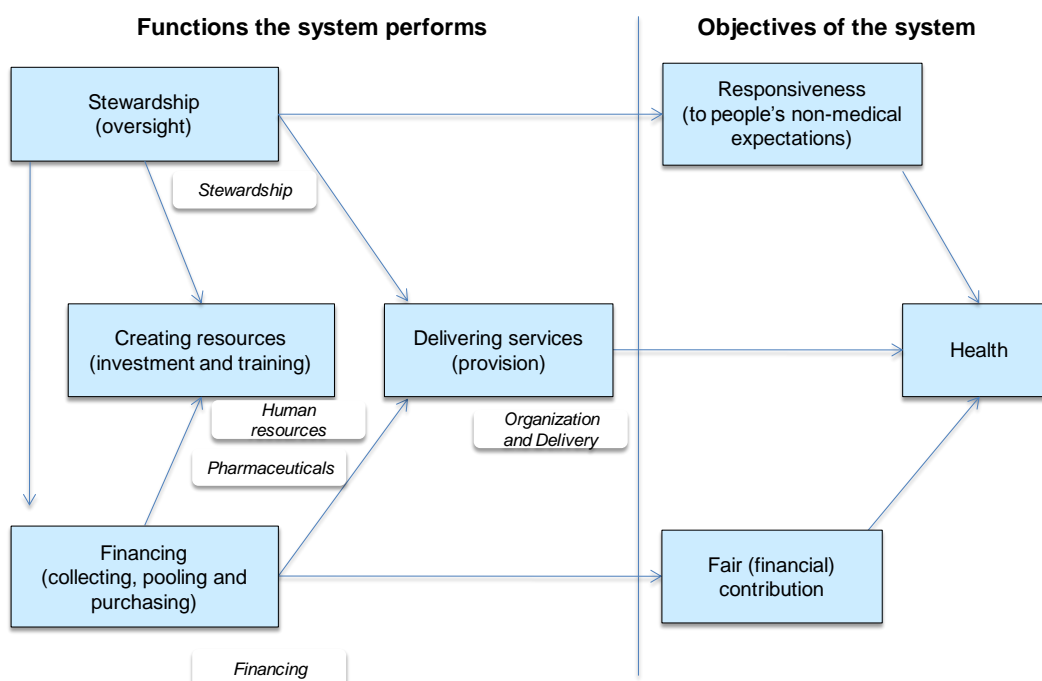 Functions the system performs
Objectives of the system
Stewardship
(oversight)
Responsiveness
(to people’s non-medical
expectations)
Stewardship
Creating resources
(investment and training)
Delivering services
(provision)
Health
Human
resources
Organization
and Delivery
Pharmaceuticals
Financing
(collecting, pooling and
purchasing)
Fair (financial)
contribution
Financing